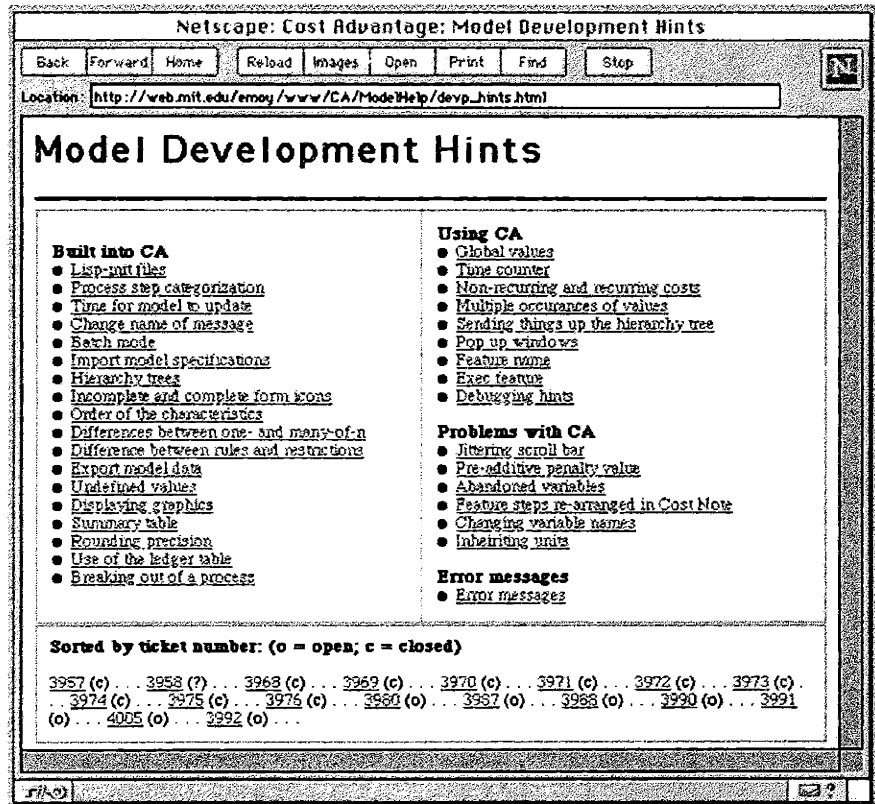 Netscape: Cost Advantage: Model Development Hints
Back Forward Home Reload Images Open Print Find Stop
N
Location: http://web.mit.edu/emoy/www/CA/ModelHelp/devp_hints.html
Model Development Hints
Built into CA
Lisp-init files
Process step categorization
Time for model to update
Change name of message
Batch mode
Import model specifications
Hierarchy trees
Incomplete and complete form icons
Order of the characteristics
Differences between one- and many-of-n
Difference between rules and restrictions
Export model data
Undefined values
Displaying graphics
Summary table
Rounding precision
Use of the ledger table
Breaking out of a process
Using CA
Global values
Time counter
Non-recurring and recurring costs
Multiple occurances of values
Sending things up the hierarchy tree
Pop up windows
Feature name
Exec feature
Debugging hints
Problems with CA
Jittering scroll bar
Pre-additive penalty value
Abandoned variables
Feature steps re-arranged in Cost Note
Changing variable names
Inheiriting units
Error messages
Error messages
Sorted by ticket number: (o = open; c = closed)
3957 (c) . . . 3958 (?) . . . 3968 (c) . . . 3969 (c) . . . 3970 (c) . . . 3971 (c) . . . 3972 (c) . . . 3973 (c) .
. . 3974 (c) . . . 3975 (c) . . . 3976 (c) . . . 3980 (o) . . . 3987 (o) . . . 3988 (o) . . . 3990 (o) . . . 3991
(o) . . . 4005 (o) . . . 3992 (o) . . .
?